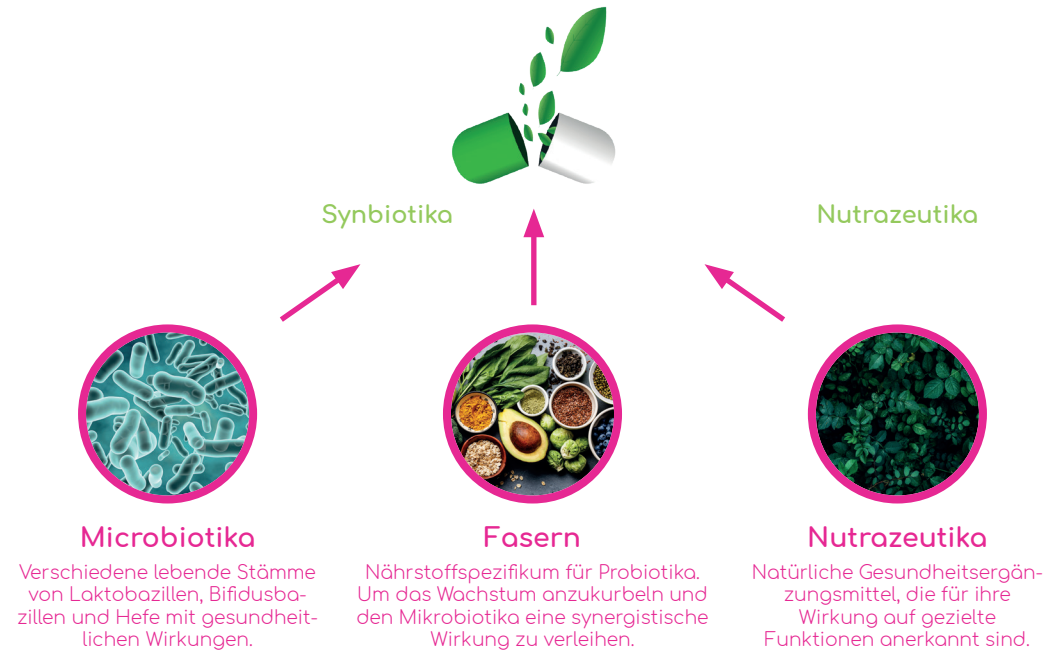 Synbiotika
Nutrazeutika
Microbiotika
Verschiedene lebende Stämme
von Laktobazillen, Bifidusba-
zillen und Hefe mit gesundheit-
lichen Wirkungen.
Fasern
Nährstoffspezifikum für Probiotika.
Um das Wachstum anzukurbeln und
den Mikrobiotika eine synergistische
Wirkung zu verleihen.
Nutrazeutika
Natürliche Gesundheitsergän-
zungsmittel, die für ihre
Wirkung auf gezielte
Funktionen anerkannt sind.